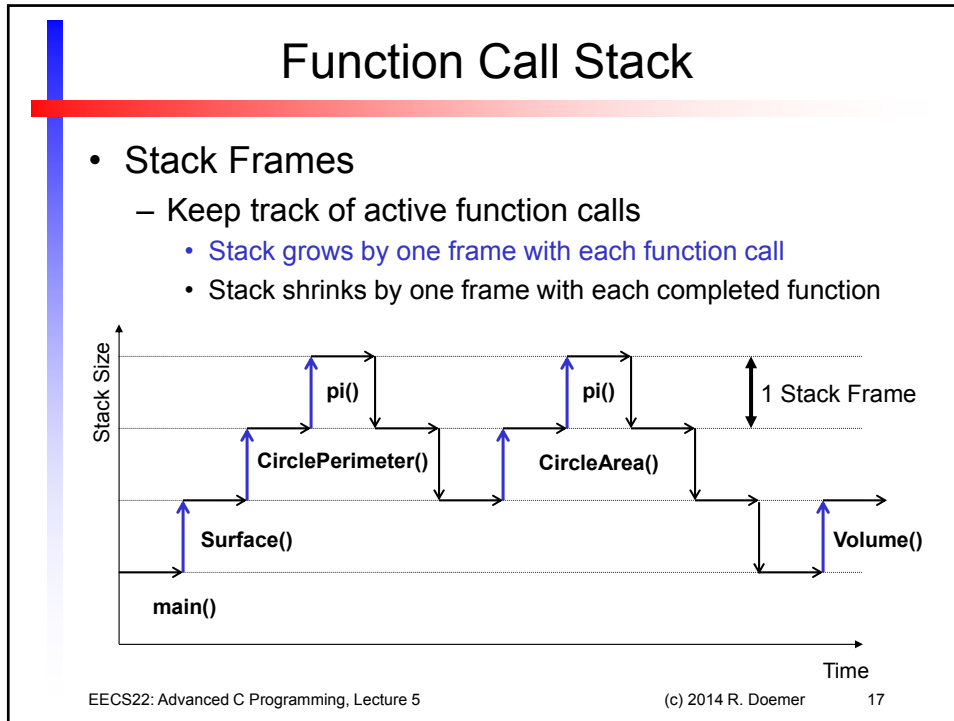 Function Call Stack
• Stack Frames
– Keep track of active function calls
• Stack grows by one frame with each function call
• Stack shrinks by one frame with each completed function
Stack Size
pi()
pi()
1 Stack Frame
CirclePerimeter()
CircleArea()
Surface()
Volume()
main()
Time
EECS22: Advanced C Programming, Lecture 5
(c) 2014 R. Doemer
17